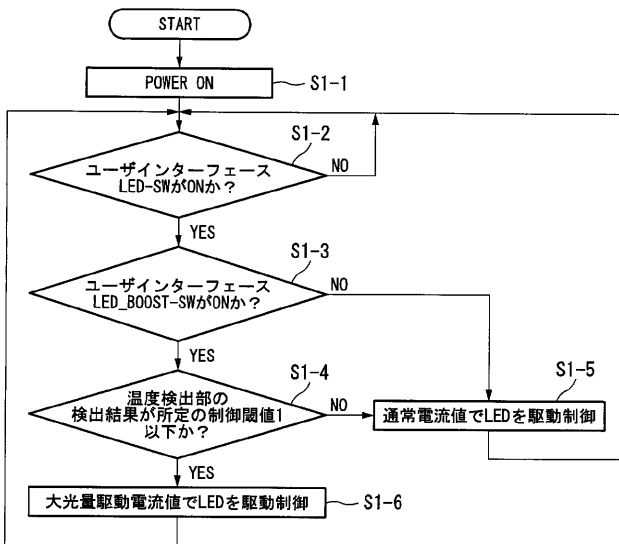 START
POWER ON
S1-1
S1-2
ユーザインターフェース
LED-SWがONか？
NO
YES
S1-3
ユーザインターフェース
LED_BOOST-SWがONか？
NO
YES
S1-4
温度検出部の
検出結果が所定の制御閾値1
以下か？
NO
S1-5
通常電流値でLEDを駆動制御
YES
大光量駆動電流値でLEDを駆動制御
S1-6